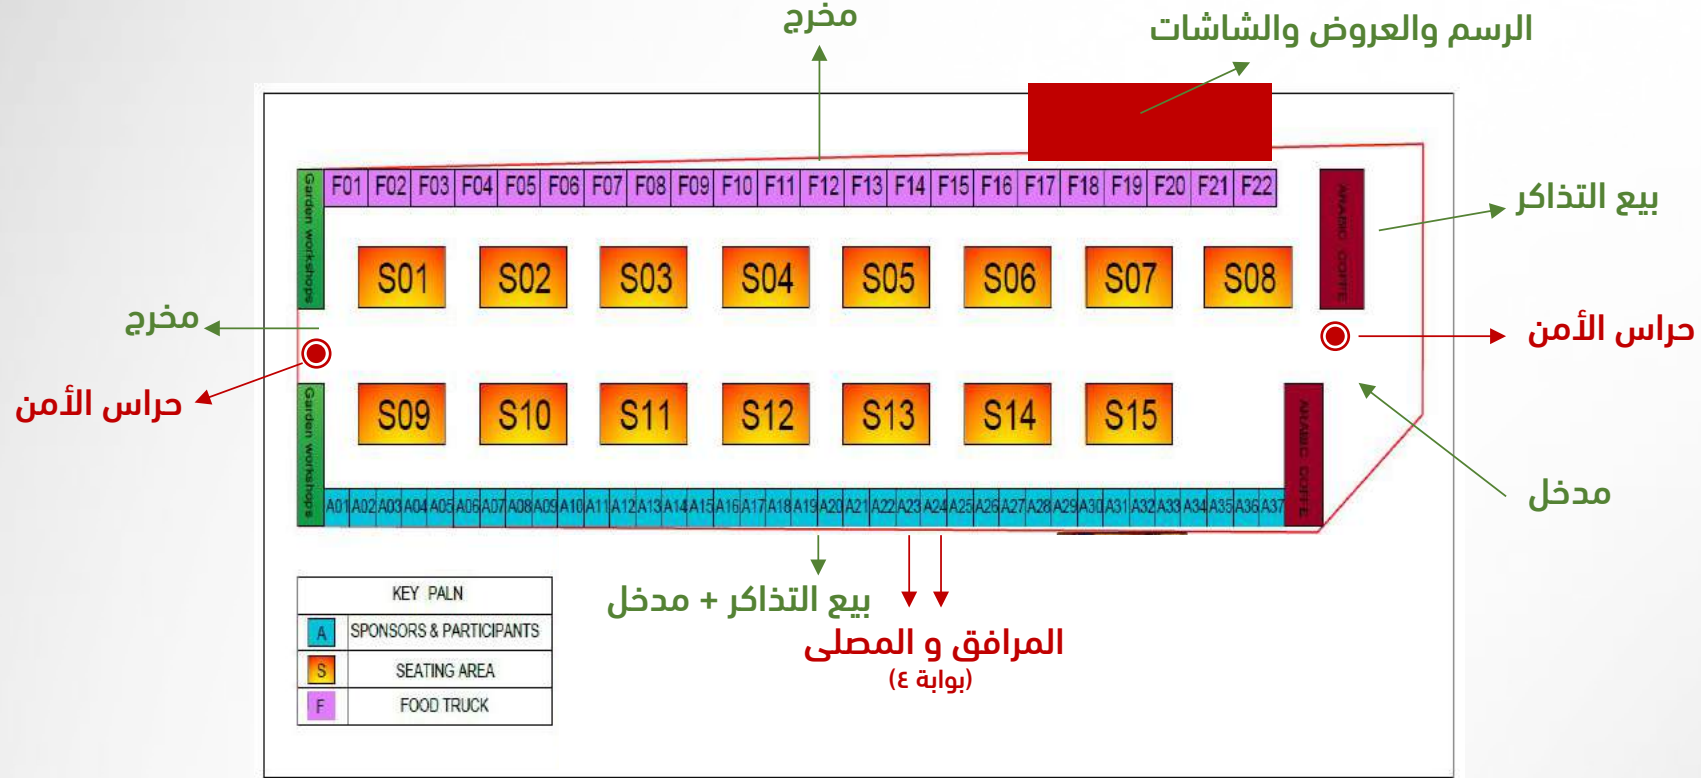 مخرج
الرسم والعروض والشاشات
F01 F02 F03 F04 F05 F06 F07 F08 F09 F10 F11 F12 F13 F14 F15 F16 F17 F18 F19 F20 F21 F22
Garden workshops
ARABIC COFFE
بيع التذاكر
S01 S02 S03 S04 S05 S06 S07 S08
مخرج
حراس الأمن
حراس الأمن
S09 S10 S11 S12 S13 S14 S15
Garden workshops
ARABIC COFFE
مدخل
A01 A02 A03 A04 A05 A06 A07 A08 A09 A10 A11 A12 A13 A14 A15 A16 A17 A18 A19 A20 A21 A22 A23 A24 A25 A26 A27 A28 A29 A30 A31 A32 A33 A34 A35 A36 A37
بيع التذاكر + مدخل
المرافق و المصلى
(بوابة ٤)
KEY PALN
A SPONSORS & PARTICIPANTS
S SEATING AREA
F FOOD TRUCK